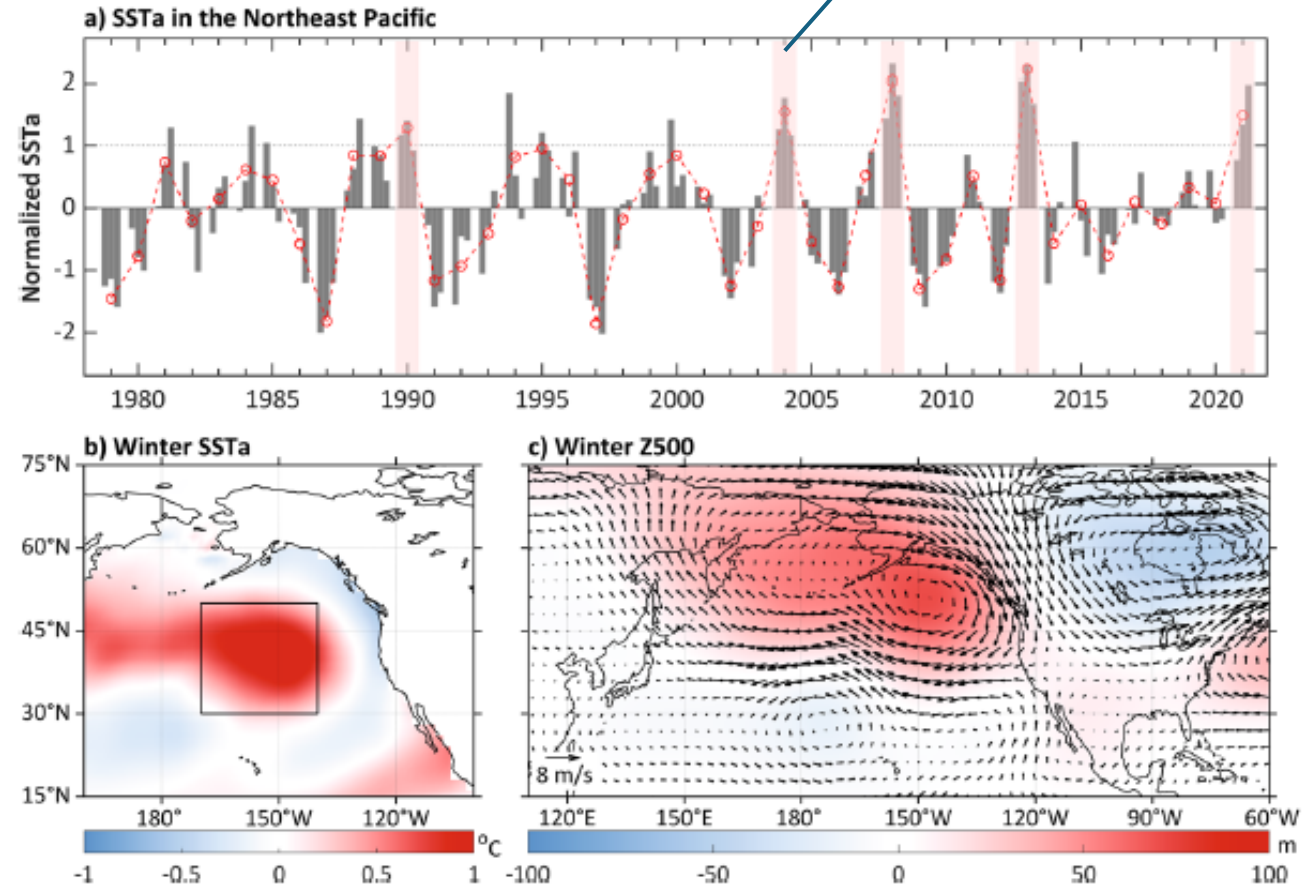 a) SSTa in the Northeast Pacific
Normalized SSTa
2
1
0
-1
-2
1980 1985 1990 1995 2000 2005 2010 2015 2020
b) Winter SSTa
75°N
60°N
45°N
30°N
15°N
180° 150°W 120°W
-1 -0.5 0 0.5 1 °C
c) Winter Z500
8 m/s
120°E 150°E 180° 150°W 120°W 90°W 60°W
-100 -50 0 50 100 m